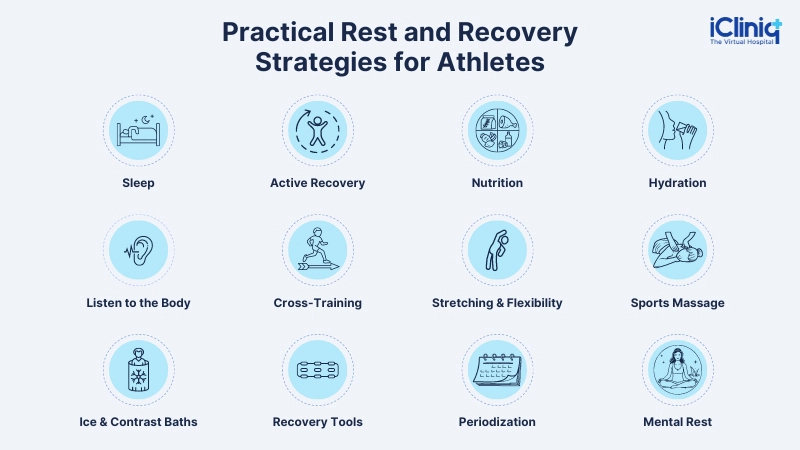 Practical Rest and Recovery
Strategies for Athletes
iCliniq
The Virtual Hospital
Sleep
Active Recovery
Nutrition
Hydration
Listen to the Body
Cross-Training
Stretching & Flexibility
Sports Massage
Ice & Contrast Baths
Recovery Tools
Periodization
Mental Rest